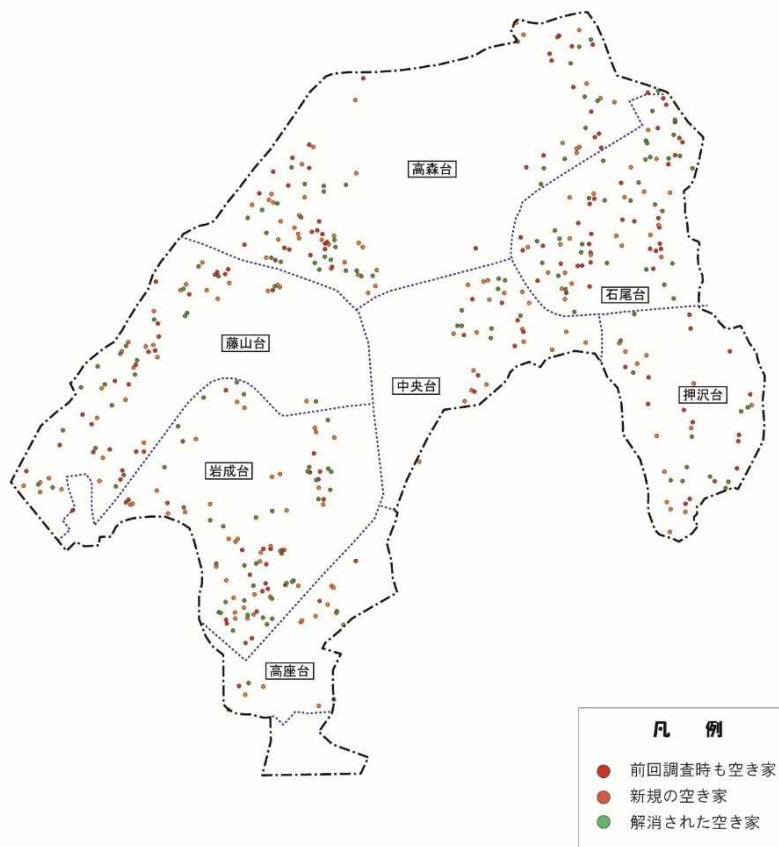 高森台
石尾台
藤山台
中央台
押沢台
岩成台
高座台
凡 例
前回調査時も空き家
新規の空き家
解消された空き家